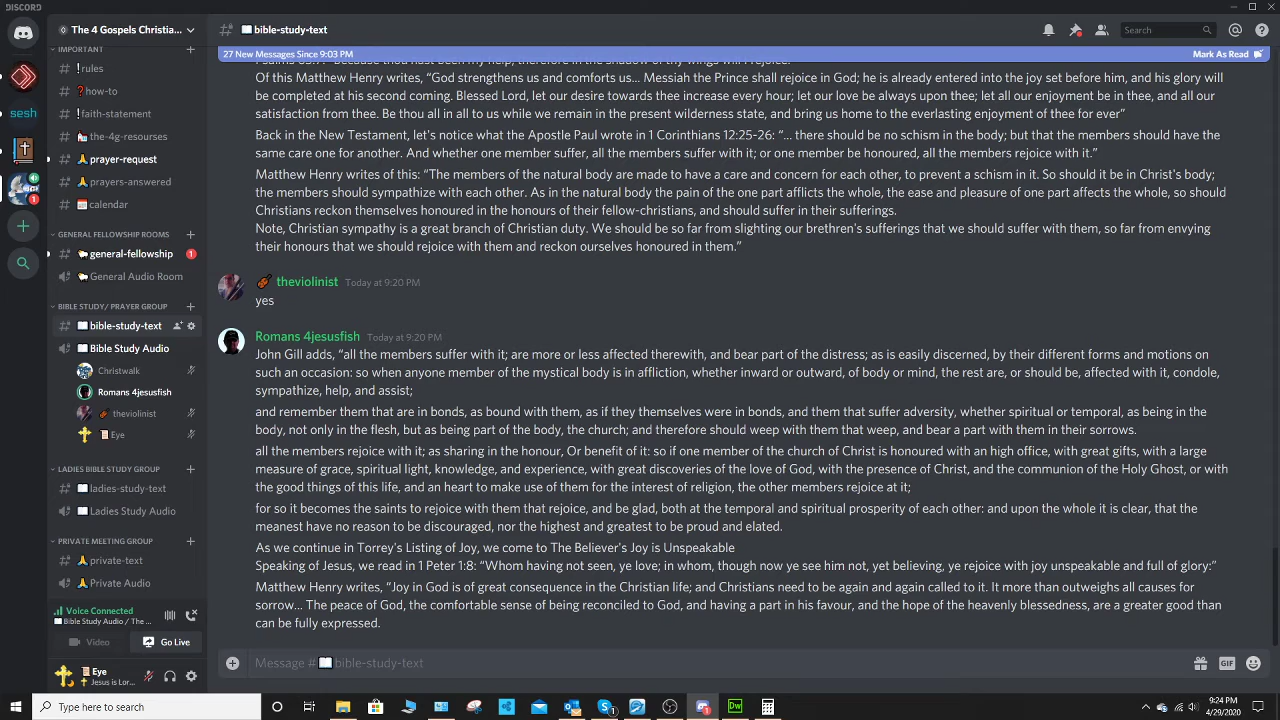 DISCORD
The 4 Gospels Christia...
bible-study-text
Search
27 New Messages Since 9:03 PM
Mark As Read
IMPORTANT
!rules
?how-to
!faith-statement
the-4g-resourses
prayer-request
prayers-answered
calendar
GENERAL FELLOWSHIP ROOMS
general-fellowship
1
General Audio Room
BIBLE STUDY/ PRAYER GROUP
bible-study-text
Bible Study Audio
Christwalk
Romans 4jesusfish
theviolinist
Eye
LADIES BIBLE STUDY GROUP
ladies-study-text
Ladies Study Audio
PRIVATE MEETING GROUP
private-text
Private Audio
Voice Connected
Bible Study Audio / The ...
Video
Go Live
Eye
Jesus is Lor...
sesh
1
Of this Matthew Henry writes, “God strengthens us and comforts us... Messiah the Prince shall rejoice in God; he is already entered into the joy set before him, and his glory will
be completed at his second coming. Blessed Lord, let our desire towards thee increase every hour; let our love be always upon thee; let all our enjoyment be in thee, and all our
satisfaction from thee. Be thou all in all to us while we remain in the present wilderness state, and bring us home to the everlasting enjoyment of thee for ever”
Back in the New Testament, let's notice what the Apostle Paul wrote in 1 Corinthians 12:25-26: “... there should be no schism in the body; but that the members should have the
same care one for another. And whether one member suffer, all the members suffer with it; or one member be honoured, all the members rejoice with it.”
Matthew Henry writes of this: “The members of the natural body are made to have a care and concern for each other, to prevent a schism in it. So should it be in Christ's body;
the members should sympathize with each other. As in the natural body the pain of the one part afflicts the whole, the ease and pleasure of one part affects the whole, so should
Christians reckon themselves honoured in the honours of their fellow-christians, and should suffer in their sufferings.
Note, Christian sympathy is a great branch of Christian duty. We should be so far from slighting our brethren's sufferings that we should suffer with them, so far from envying
their honours that we should rejoice with them and reckon ourselves honoured in them.”
theviolinist Today at 9:20 PM
yes
Romans 4jesusfish Today at 9:20 PM
John Gill adds, “all the members suffer with it; are more or less affected therewith, and bear part of the distress; as is easily discerned, by their different forms and motions on
such an occasion: so when anyone member of the mystical body is in affliction, whether inward or outward, of body or mind, the rest are, or should be, affected with it, condole,
sympathize, help, and assist;
and remember them that are in bonds, as bound with them, as if they themselves were in bonds, and them that suffer adversity, whether spiritual or temporal, as being in the
body, not only in the flesh, but as being part of the body, the church; and therefore should weep with them that weep, and bear a part with them in their sorrows.
all the members rejoice with it; as sharing in the honour, Or benefit of it: so if one member of the church of Christ is honoured with an high office, with great gifts, with a large
measure of grace, spiritual light, knowledge, and experience, with great discoveries of the love of God, with the presence of Christ, and the communion of the Holy Ghost, or with
the good things of this life, and an heart to make use of them for the interest of religion, the other members rejoice at it;
for so it becomes the saints to rejoice with them that rejoice, and be glad, both at the temporal and spiritual prosperity of each other: and upon the whole it is clear, that the
meanest have no reason to be discouraged, nor the highest and greatest to be proud and elated.
As we continue in Torrey's Listing of Joy, we come to The Believer's Joy is Unspeakable
Speaking of Jesus, we read in 1 Peter 1:8: “Whom having not seen, ye love; in whom, though now ye see him not, yet believing, ye rejoice with joy unspeakable and full of glory:”
Matthew Henry writes, “Joy in God is of great consequence in the Christian life; and Christians need to be again and again called to it. It more than outweighs all causes for
sorrow... The peace of God, the comfortable sense of being reconciled to God, and having a part in his favour, and the hope of the heavenly blessedness, are a greater good than
can be fully expressed.
Message # bible-study-text
GIF
Type here to search
Dw
9:24 PM
4/29/2020